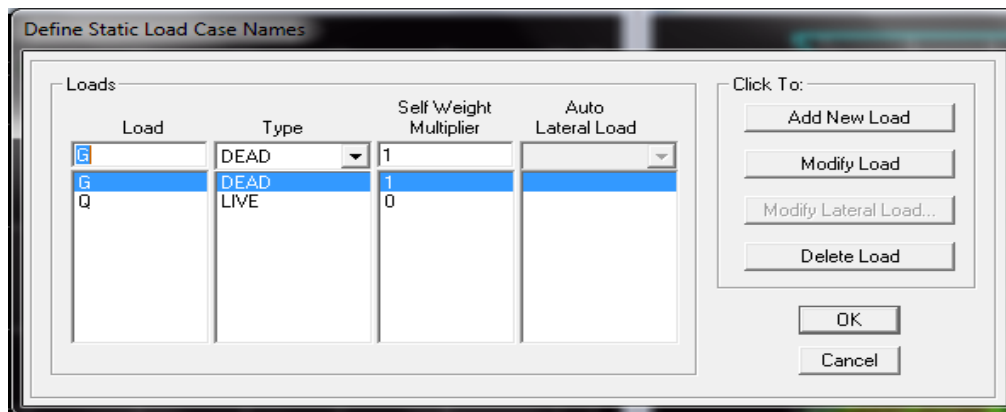 Define Static Load Case Names
Loads
Load Type Self Weight Multiplier Auto Lateral Load
G DEAD 1
G DEAD 1
Q LIVE 0
Click To:
Add New Load
Modify Load
Modify Lateral Load...
Delete Load
OK
Cancel